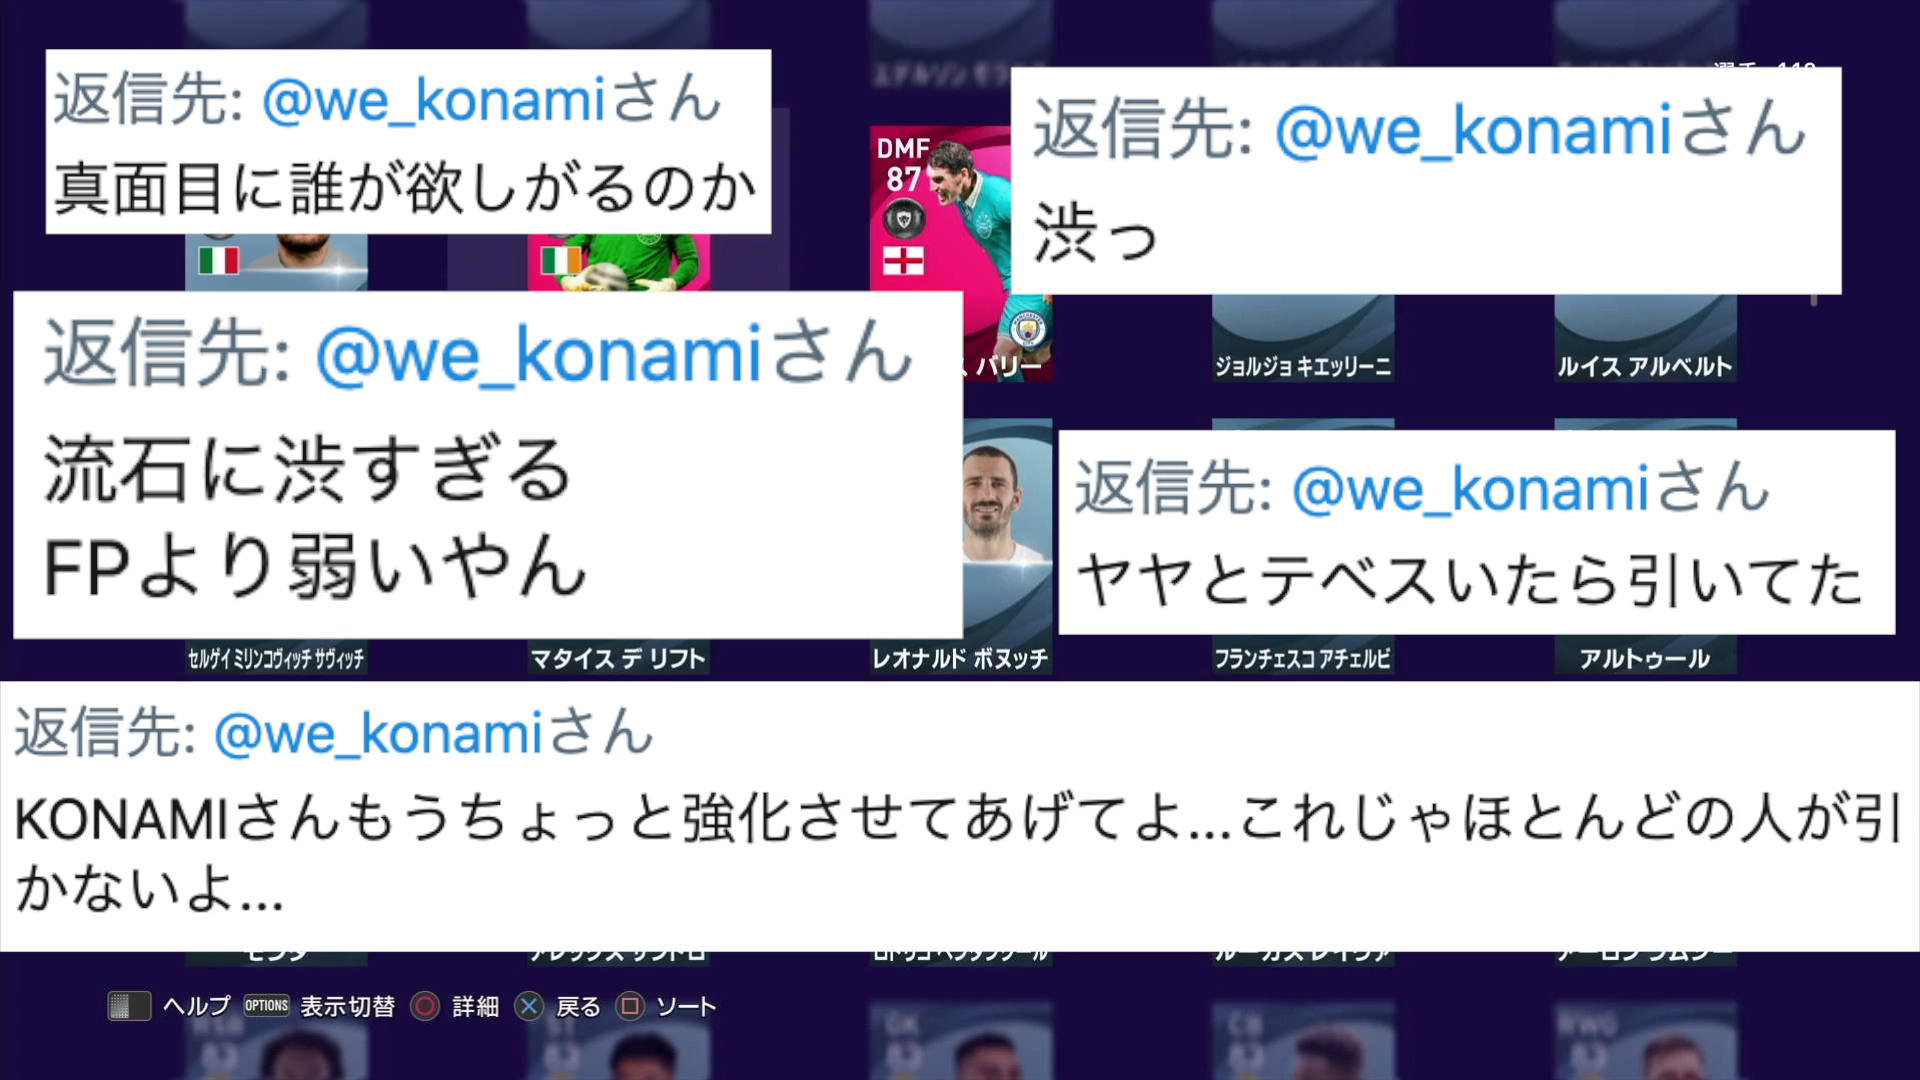 返信先: @we_konamiさん
真面目に誰が欲しがるのか
返信先: @we_konamiさん
渋っ
DMF
87
バリー
ジョルジョ キエッリーニ
ルイス アルベルト
返信先: @we_konamiさん
流石に渋すぎる
FPより弱いやん
返信先: @we_konamiさん
ヤヤとテベスいたら引いてた
セルゲイ ミリンコヴィッチ サヴィッチ
マタイス デ リフト
レオナルド ボヌッチ
フランチェスコ アチェルビ
アルトゥール
返信先: @we_konamiさん
KONAMIさんもうちょっと強化させてあげてよ...これじゃほとんどの人が引
かないよ...
ヘルプ OPTIONS 表示切替 詳細 戻る ソート